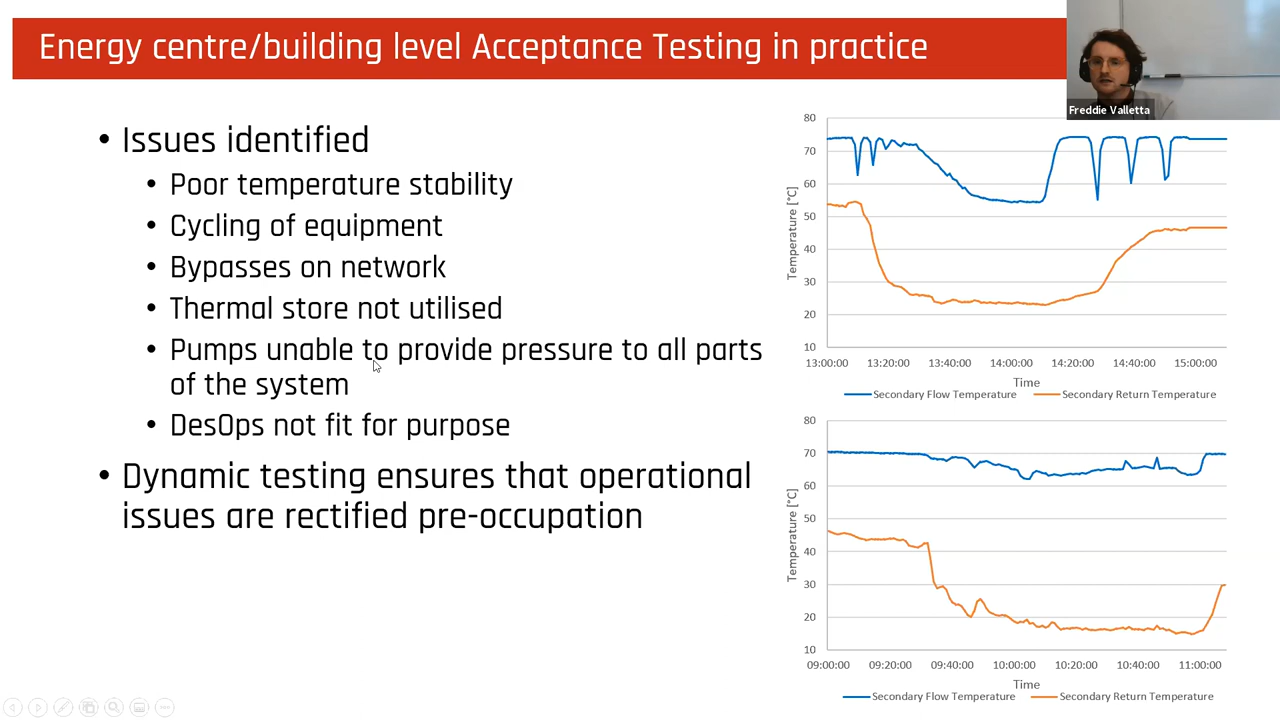 Energy centre/building level Acceptance Testing in practice
Freddie Valletta
• Issues identified
• Poor temperature stability
• Cycling of equipment
• Bypasses on network
• Thermal store not utilised
• Pumps unable to provide pressure to all parts
of the system
• DesOps not fit for purpose
• Dynamic testing ensures that operational
issues are rectified pre-occupation
80
70
60
50
40
30
20
10
Temperature [°C]
13:00:00 13:20:00 13:40:00 14:00:00 14:20:00 14:40:00 15:00:00
Time
Secondary Flow Temperature Secondary Return Temperature
80
70
60
50
40
30
20
10
Temperature [°C]
09:00:00 09:20:00 09:40:00 10:00:00 10:20:00 10:40:00 11:00:00
Time
Secondary Flow Temperature Secondary Return Temperature